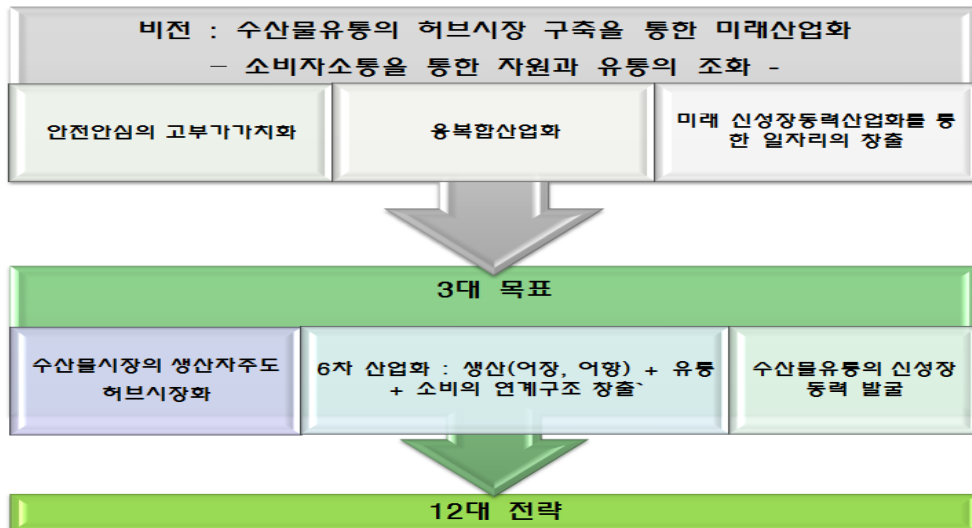 비전 : 수산물유통의 허브시장 구축을 통한 미래산업화
– 소비자소통을 통한 자원과 유통의 조화 -
안전안심의 고부가가치화
융복합산업화
미래 신성장동력산업화를 통
한 일자리의 창출
3대 목표
수산물시장의 생산자주도
허브시장화
6차 산업화 : 생산(어장, 어항) + 유통
+ 소비의 연계구조 창출`
수산물유통의 신성장
동력 발굴
12대 전략